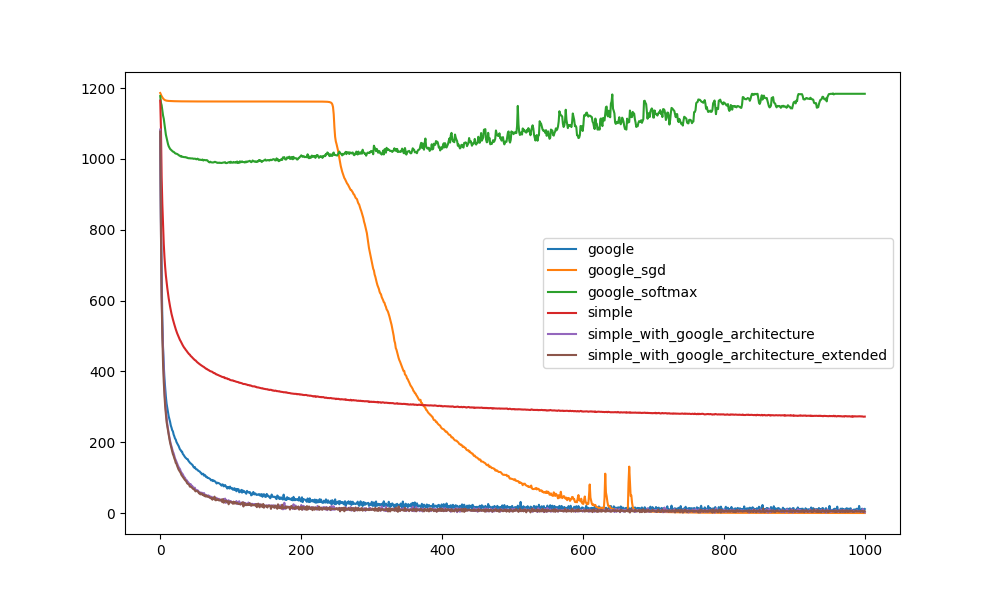 1200
1000
800
600
400
200
0
google
google_sgd
google_softmax
simple
simple_with_google_architecture
simple_with_google_architecture_extended
0 200 400 600 800 1000